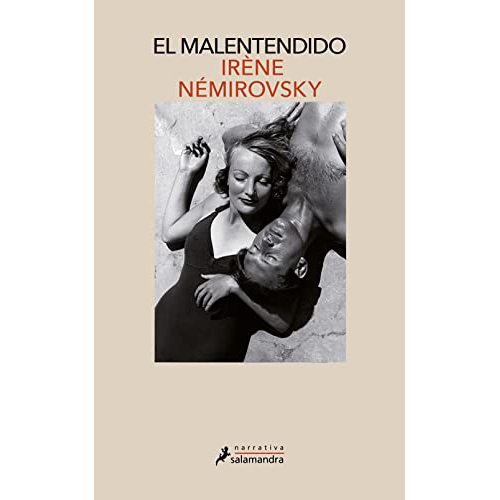 EL MALENTENDIDO
IRÈNE
NÉMIROVSKY
narrativa
salamandra